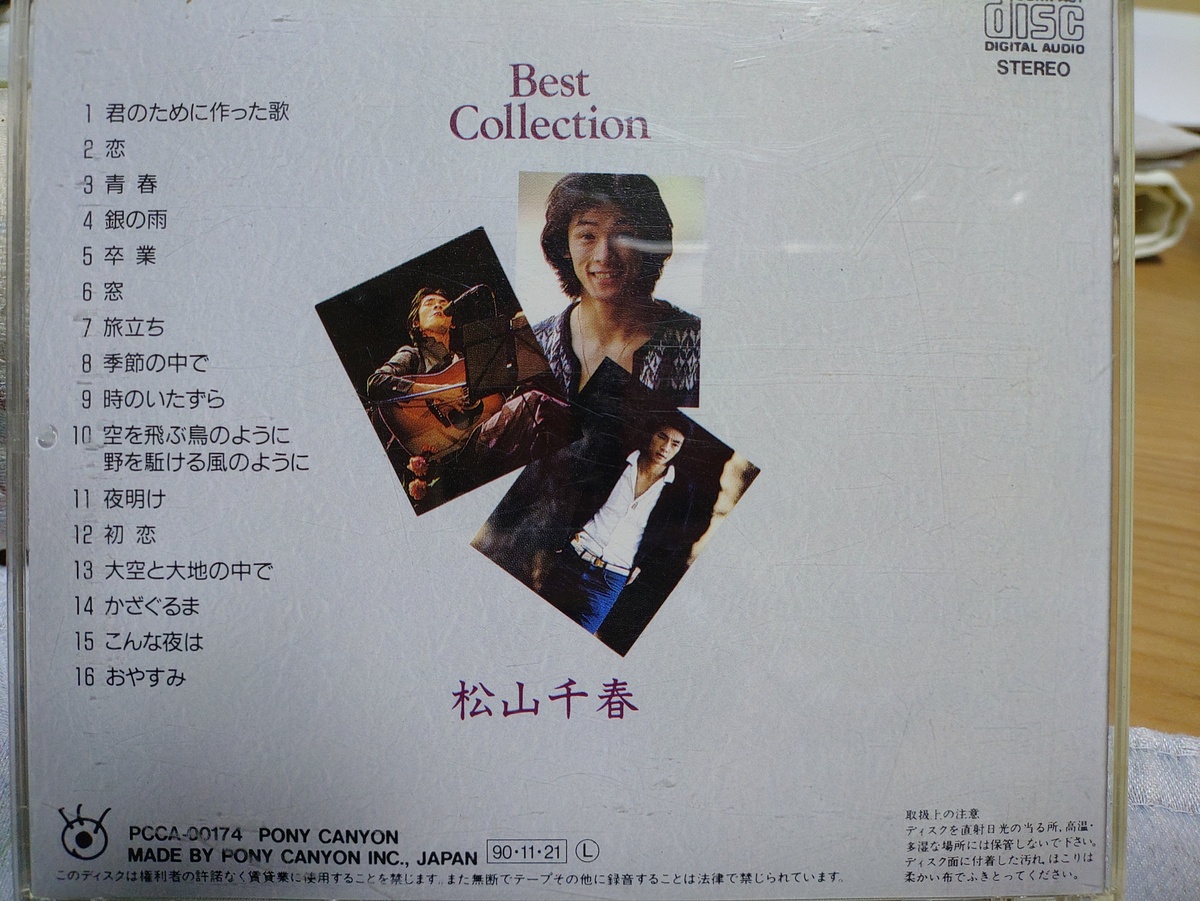 disc
DIGITAL AUDIO
STEREO
Best
Collection
1 君のために作った歌
2 恋
3 青春
4 銀の雨
5 卒業
6 窓
7 旅立ち
8 季節の中で
9 時のいたずら
10 空を飛ぶ鳥のように
野を駈ける風のように
11 夜明け
12 初恋
13 大空と大地の中で
14 かざぐるま
15 こんな夜は
16 おやすみ
松山千春
PCCA-00174 PONY CANYON
MADE BY PONY CANYON INC., JAPAN 90・11・21 L
このディスクは権利者の許諾なく賃貸業に使用することを禁じます。また無断でテープその他に録音することは法律で禁じられています。
取扱上の注意
ディスクを直射日光の当る所、高温・
多湿な場所には保管しないで下さい。
ディスク面に付着した汚れ、ほこりは
柔かい布でふきとってください。